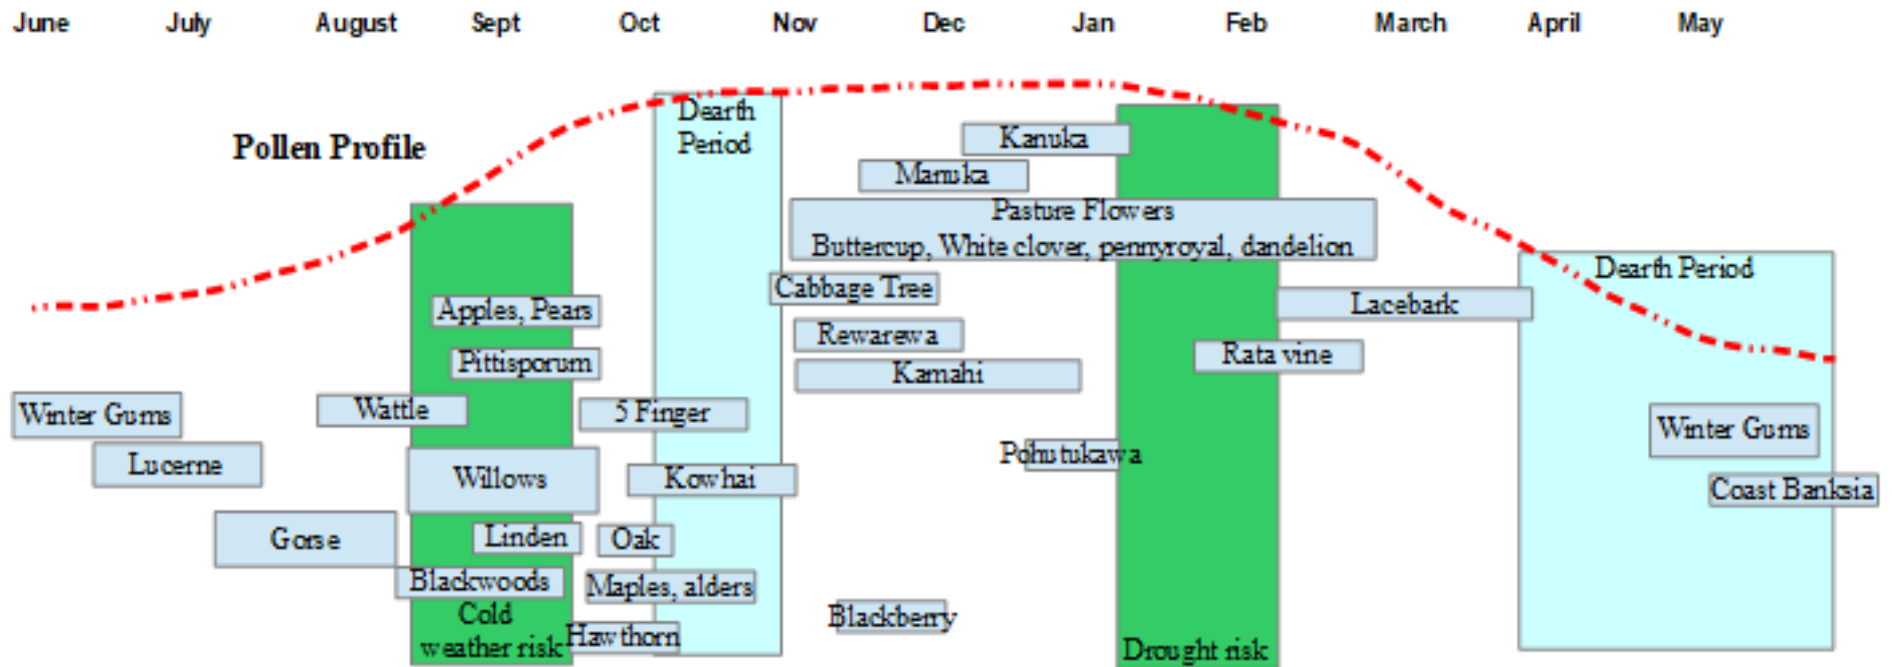 June July August Sept Oct Nov Dec Jan Feb March April May
Dearth
Period
Pollen Profile
Kanuka
Manuka
Pasture Flowers
Buttercup, White clover, pennyroyal, dandelion
Dearth Period
Cabbage Tree
Apples, Pears
Lacebark
Rewarewa
Pittisporum
Rata vine
Kamahi
Winter Gums
Wattle
5 Finger
Winter Gums
Lucerne
Pohutukawa
Willows
Kowhai
Coast Banksia
Gorse
Linden
Oak
Blackwoods
Maples, alders
Blackberry
Cold
weather risk
Hawthorn
Drought risk